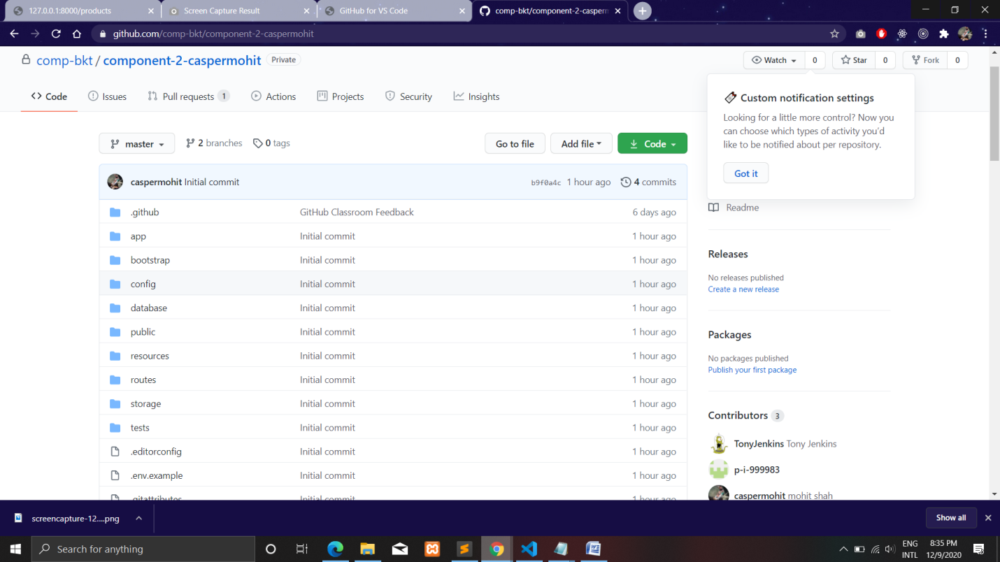 127.0.0.1:8000/products
Screen Capture Result
GitHub for VS Code
comp-bkt/component-2-casperm
github.com/comp-bkt/component-2-caspermohit
comp-bkt / component-2-caspermohit Private
Watch 0 Star 0 Fork 0
Code Issues Pull requests 1 Actions Projects Security Insights
Custom notification settings
Looking for a little more control? Now you
can choose which types of activity you'd
like to be notified about per repository.
Got it
master 2 branches 0 tags Go to file Add file Code
caspermohit Initial commit b9f0a4c 1 hour ago 4 commits
.github GitHub Classroom Feedback 6 days ago
app Initial commit 1 hour ago
bootstrap Initial commit 1 hour ago
config Initial commit 1 hour ago
database Initial commit 1 hour ago
public Initial commit 1 hour ago
resources Initial commit 1 hour ago
routes Initial commit 1 hour ago
storage Initial commit 1 hour ago
tests Initial commit 1 hour ago
.editorconfig Initial commit 1 hour ago
.env.example Initial commit 1 hour ago
.gitattributes Initial commit 1 hour ago
Readme
Releases
No releases published
Create a new release
Packages
No packages published
Publish your first package
Contributors 3
TonyJenkins Tony Jenkins
p-i-999983
caspermohit mohit shah
screencapture-12....png
Show all
Search for anything
ENG
INTL
8:35 PM
12/9/2020